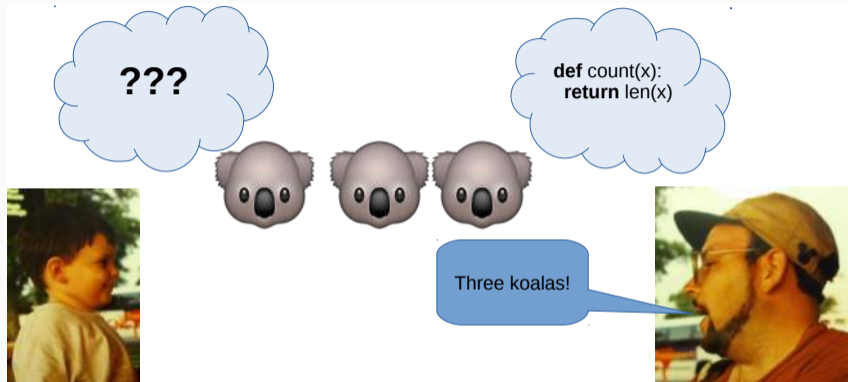 ???
def count(x):
return len(x)
Three koalas!